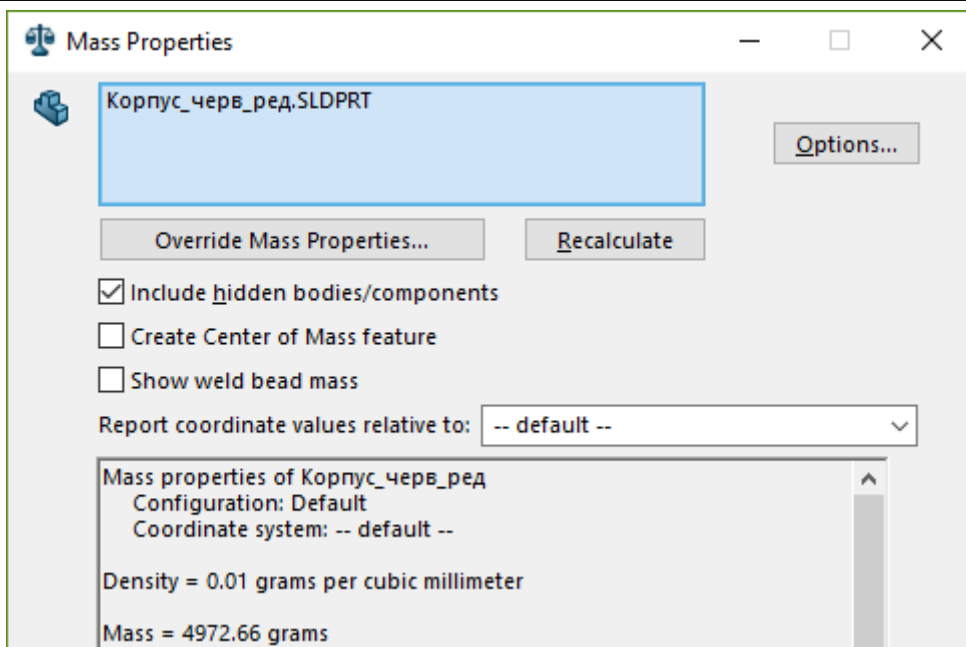 Mass Properties
Корпус_черв_ред.SLDPRT
Options...
Override Mass Properties...
Recalculate
Include hidden bodies/components
Create Center of Mass feature
Show weld bead mass
Report coordinate values relative to: -- default --
Mass properties of Корпус_черв_ред
Configuration: Default
Coordinate system: -- default --
Density = 0.01 grams per cubic millimeter
Mass = 4972.66 grams